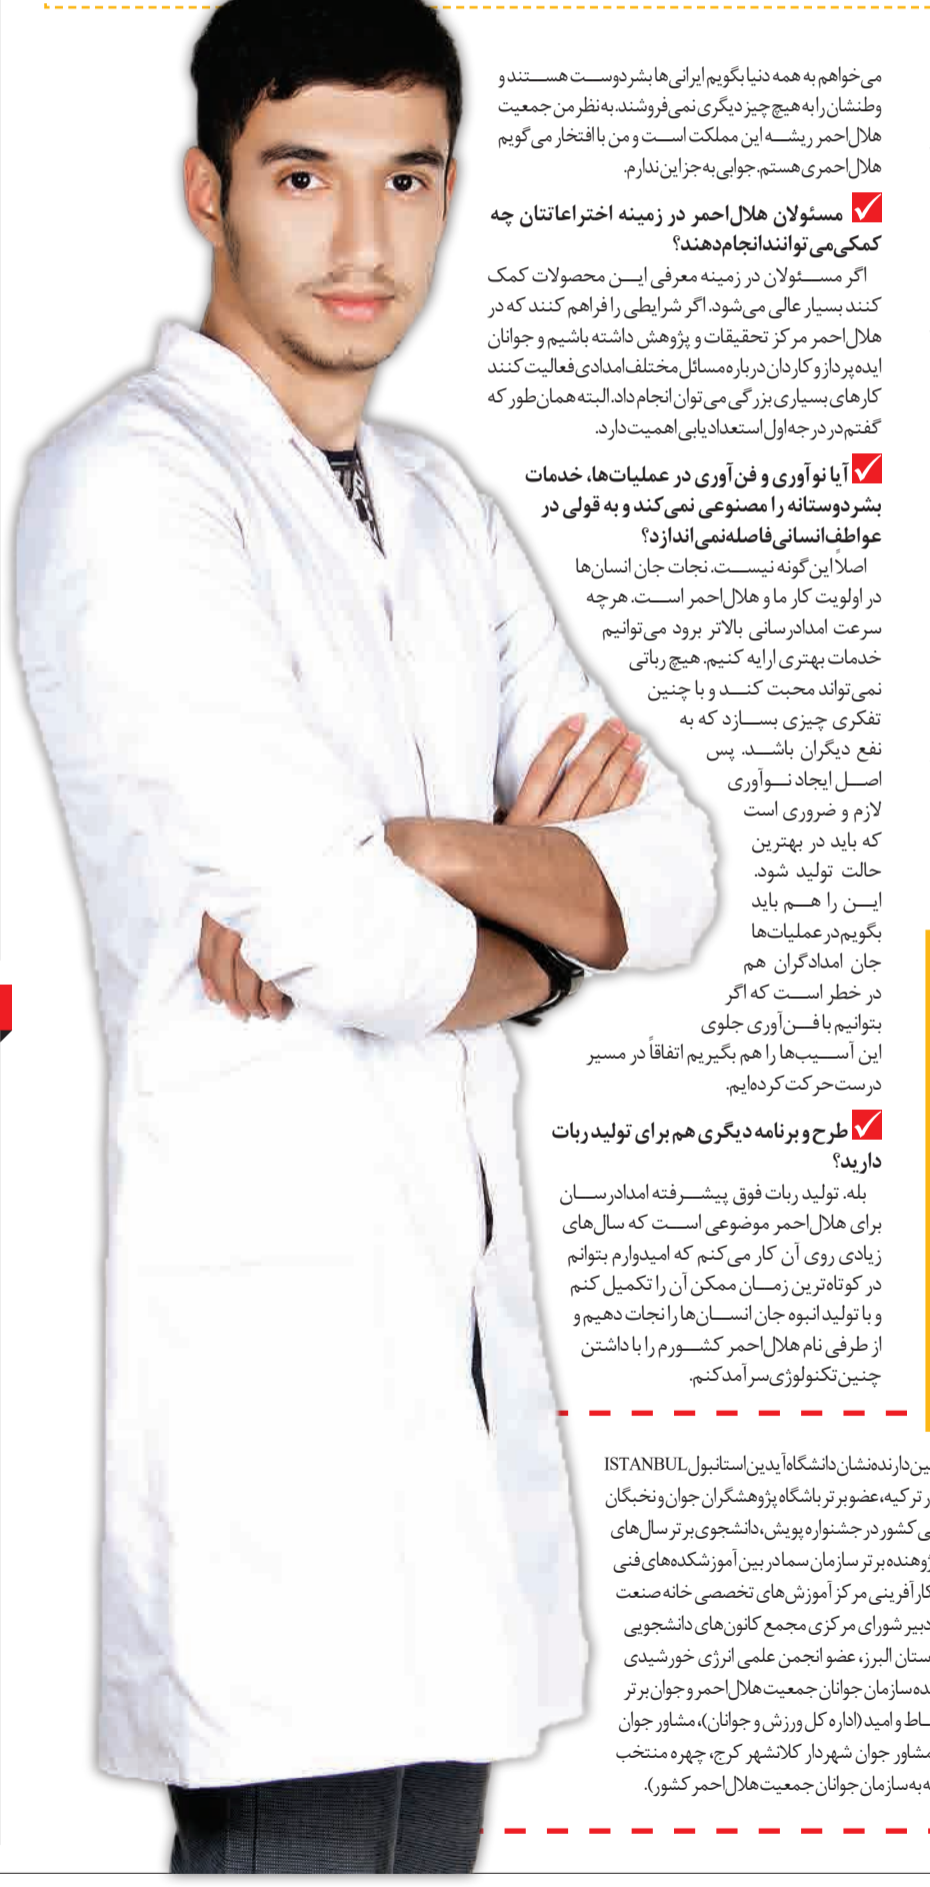 می‌خواهم به همه دنیا بگویم ایرانی‌ها بشردوست هستند و
وطنشان را به هیچ چیز دیگری نمی‌فروشند. به نظر من جمعیت
هلال‌احمر ریشه این مملکت است و من با افتخار می‌گویم
هلال‌احمری هستم. جوابی به جز این ندارم.
مسئولان هلال‌احمر در زمینه اختراعاتتان چه
کمکی می‌توانند انجام دهند؟
اگر مسئولان در زمینه معرفی این محصولات کمک
کنند بسیار عالی می‌شود. اگر شرایطی را فراهم کنند که در
هلال‌احمر مرکز تحقیقات و پژوهش داشته باشیم و جوانان
ایده‌پرداز و کاردان درباره مسائل مختلف امدادی فعالیت کنند
کارهای بسیاری بزرگی می‌توان انجام داد. البته همان‌طور که
گفتم در درجه اول استعدادیابی اهمیت دارد.
آیا نوآوری و فن‌آوری در عملیات‌ها، خدمات
بشردوستانه را مصنوعی نمی‌کند و به قولی در
عواطف انسانی فاصله نمی‌اندازد؟
اصلاً این گونه نیست. نجات جان انسان‌ها
در اولویت کار ما و هلال‌احمر است. هر چه
سرعت امدادرسانی بالاتر برود می‌توانیم
خدمات بهتری ارایه کنیم. هیچ رباتی
نمی‌تواند محبت کند و با چنین
تفکری چیزی بسازد که به
نفع دیگران باشد. پس
اصل ایجاد نوآوری
لازم و ضروری است
که باید در بهترین
حالت تولید شود.
این را هم باید
بگویم در عملیات‌ها
جان امدادگران هم
در خطر است که اگر
بتوانیم با فن‌آوری جلوی
این آسیب‌ها را هم بگیریم اتفاقاً در مسیر
درست حرکت کرده‌ایم.
طرح و برنامه دیگری هم برای تولید ربات
دارید؟
بله. تولید ربات فوق پیشرفته امدادرسان
برای هلال‌احمر موضوعی است که سال‌های
زیادی روی آن کار می‌کنم که امیدوارم بتوانم
در کوتاه‌ترین زمان ممکن آن را تکمیل کنم
و با تولید انبوه جان انسان‌ها را نجات دهیم و
از طرفی نام هلال‌احمر کشورم را با داشتن
چنین تکنولوژی سرآمد کنم.
دارنده نشان دانشگاه آیدین استانبول ISTANBUL
ترکیه، عضو برتر باشگاه پژوهشگران جوان و نخبگان
کشور در جشنواره پویش، دانشجوی برتر سال‌های
برتر سازمان سما در بین آموزشکده‌های فنی
کارآفرینی مرکز آموزش‌های تخصصی خانه صنعت
دبیر شورای مرکزی مجمع کانون‌های دانشجویی
البرز، عضو انجمن علمی انرژی خورشیدی
سازمان جوانان جمعیت هلال‌احمر و جوان برتر
و امید (اداره کل ورزش و جوانان)، مشاور جوان
مشاور جوان شهردار کلانشهر کرج، چهره منتخب
به سازمان جوانان جمعیت هلال‌احمر کشور).